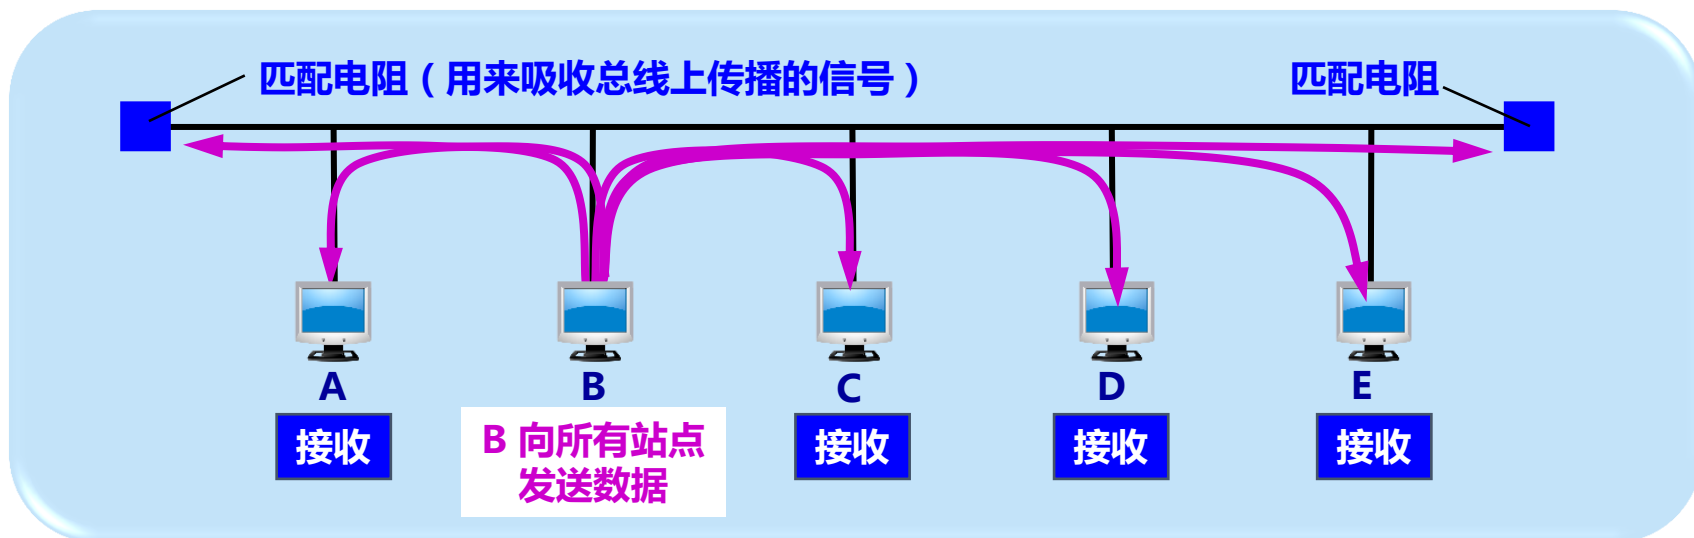 匹配电阻（用来吸收总线上传播的信号）
匹配电阻
A
B
C
D
E
接收
B 向所有站点
发送数据
接收
接收
接收